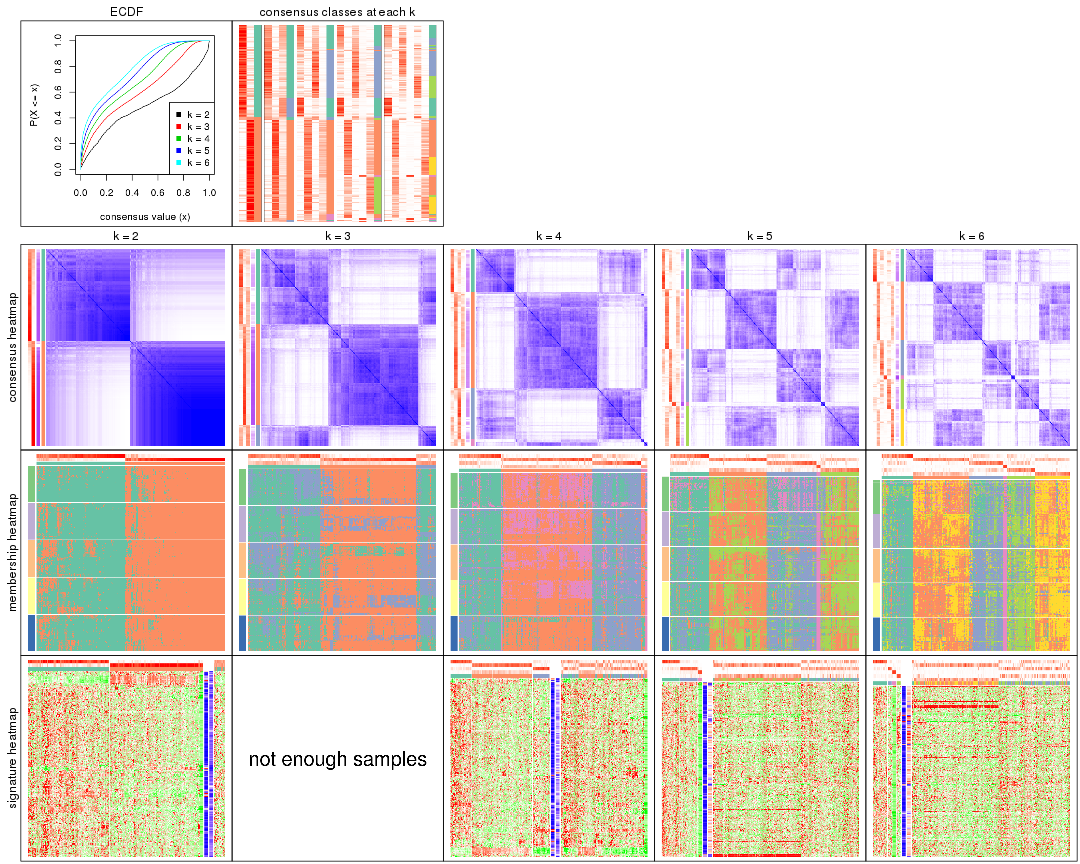 ECDF
consensus classes at each k
P(X <= x)
0.0 0.2 0.4 0.6 0.8 1.0
k = 2
k = 3
k = 4
k = 5
k = 6
0.0 0.2 0.4 0.6 0.8 1.0
consensus value (x)
k = 2
k = 3
k = 4
k = 5
k = 6
consensus heatmap
membership heatmap
signature heatmap
not enough samples